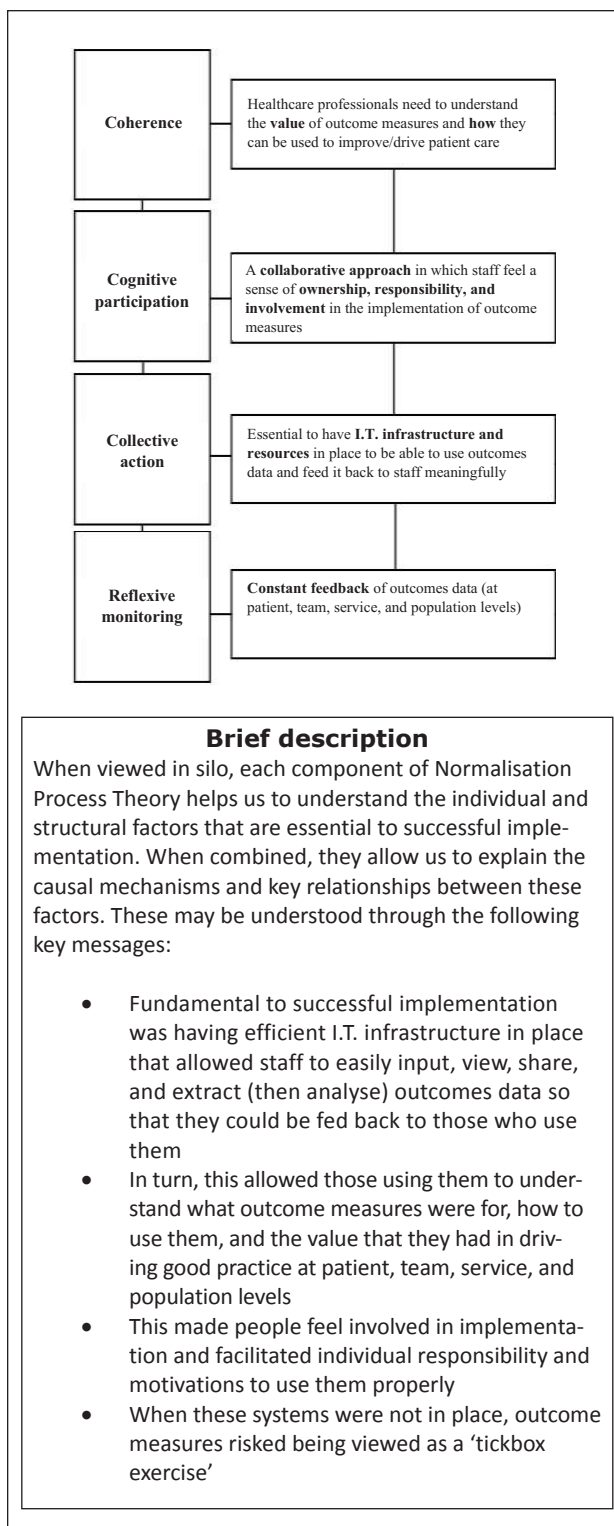 Coherence
Healthcare professionals need to understand
the value of outcome measures and how they
can be used to improve/drive patient care
Cognitive
participation
A collaborative approach in which staff feel a
sense of ownership, responsibility, and
involvement in the implementation of outcome
measures
Collective
action
Essential to have I.T. infrastructure and
resources in place to be able to use outcomes
data and feed it back to staff meaningfully
Reflexive
monitoring
Constant feedback of outcomes data (at
patient, team, service, and population levels)
Brief description
When viewed in silo, each component of Normalisation
Process Theory helps us to understand the individual and
structural factors that are essential to successful imple-
mentation. When combined, they allow us to explain the
causal mechanisms and key relationships between these
factors. These may be understood through the following
key messages:
• Fundamental to successful implementation
was having efficient I.T. infrastructure in place
that allowed staff to easily input, view, share,
and extract (then analyse) outcomes data so
that they could be fed back to those who use
them
• In turn, this allowed those using them to under-
stand what outcome measures were for, how to
use them, and the value that they had in driv-
ing good practice at patient, team, service, and
population levels
• This made people feel involved in implementa-
tion and facilitated individual responsibility and
motivations to use them properly
• When these systems were not in place, outcome
measures risked being viewed as a ‘tickbox
exercise’